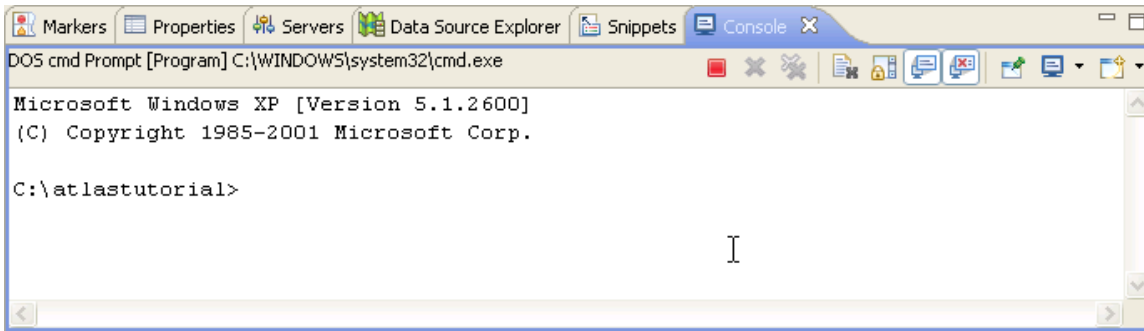 Markers Properties Servers Data Source Explorer Snippets Console
DOS cmd Prompt [Program] C:\WINDOWS\system32\cmd.exe
Microsoft Windows XP [Version 5.1.2600]
(C) Copyright 1985-2001 Microsoft Corp.
C:\atlastutorial>